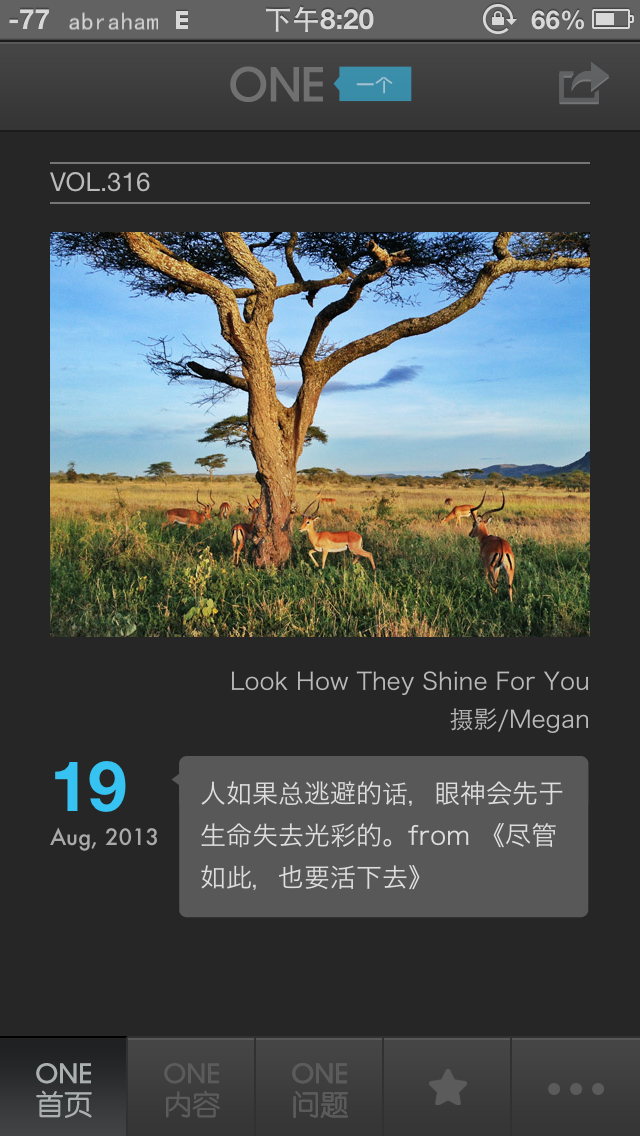 -77 abraham E 下午8:20 66%
ONE 一个
VOL.316
Look How They Shine For You
摄影/Megan
19
Aug, 2013
人如果总逃避的话，眼神会先于
生命失去光彩的。from 《尽管
如此，也要活下去》
ONE ONE ONE
首页 内容 问题